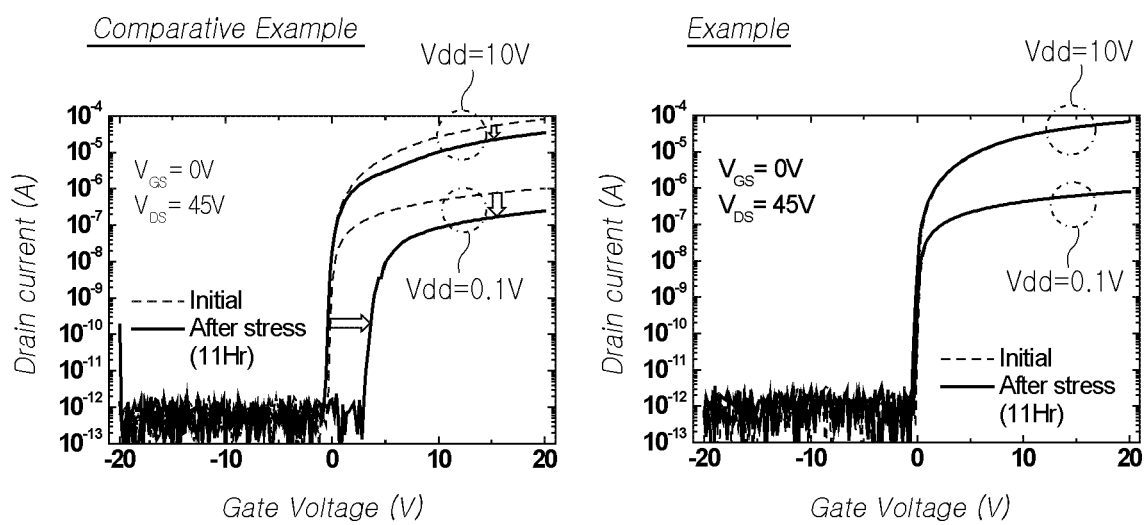 Comparative Example
Vdd=10V
10⁻⁴
10⁻⁵
10⁻⁶
10⁻⁷
10⁻⁸
10⁻⁹
10⁻¹⁰
10⁻¹¹
10⁻¹²
10⁻¹³
Drain current (A)
V_GS = 0V
V_DS = 45V
Vdd=0.1V
Initial
After stress
(11Hr)
-20
-10
0
10
20
Gate Voltage (V)
Example
Vdd=10V
10⁻⁴
10⁻⁵
10⁻⁶
10⁻⁷
10⁻⁸
10⁻⁹
10⁻¹⁰
10⁻¹¹
10⁻¹²
10⁻¹³
Drain current (A)
V_GS = 0V
V_DS = 45V
Vdd=0.1V
Initial
After stress
(11Hr)
-20
-10
0
10
20
Gate Voltage (V)